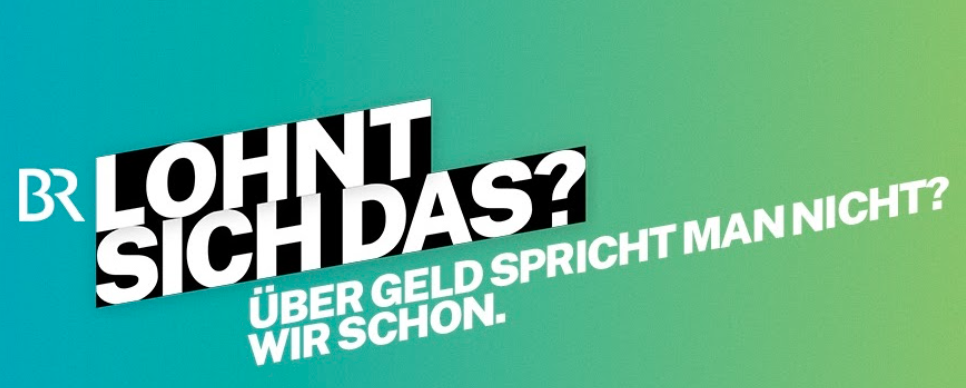 BR
LOHNT
SICH DAS?
ÜBER GELD SPRICHT MAN NICHT?
WIR SCHON.